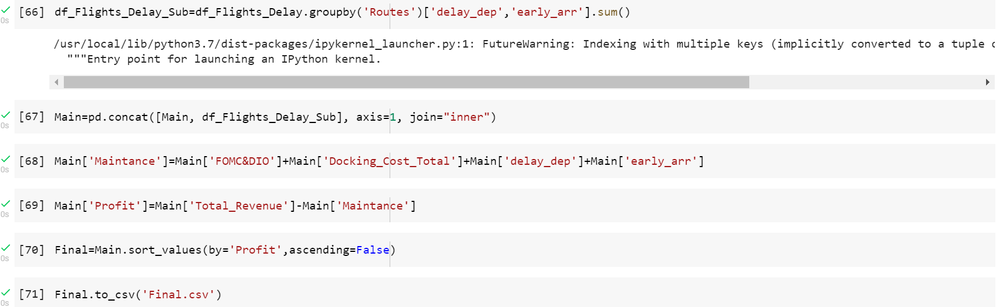 [66] df_Flights_Delay_Sub=df_Flights_Delay.groupby('Routes')['delay_dep','early_arr'].sum()
0s
/usr/local/lib/python3.7/dist-packages/ipykernel_launcher.py:1: FutureWarning: Indexing with multiple keys (implicitly converted to a tuple
"""Entry point for launching an IPython kernel.
[67] Main=pd.concat([Main, df_Flights_Delay_Sub], axis=1, join="inner")
0s
[68] Main['Maintance']=Main['FOMC&DIO']+Main['Docking_Cost_Total']+Main['delay_dep']+Main['early_arr']
0s
[69] Main['Profit']=Main['Total_Revenue']-Main['Maintance']
0s
[70] Final=Main.sort_values(by='Profit',ascending=False)
0s
[71] Final.to_csv('Final.csv')
0s